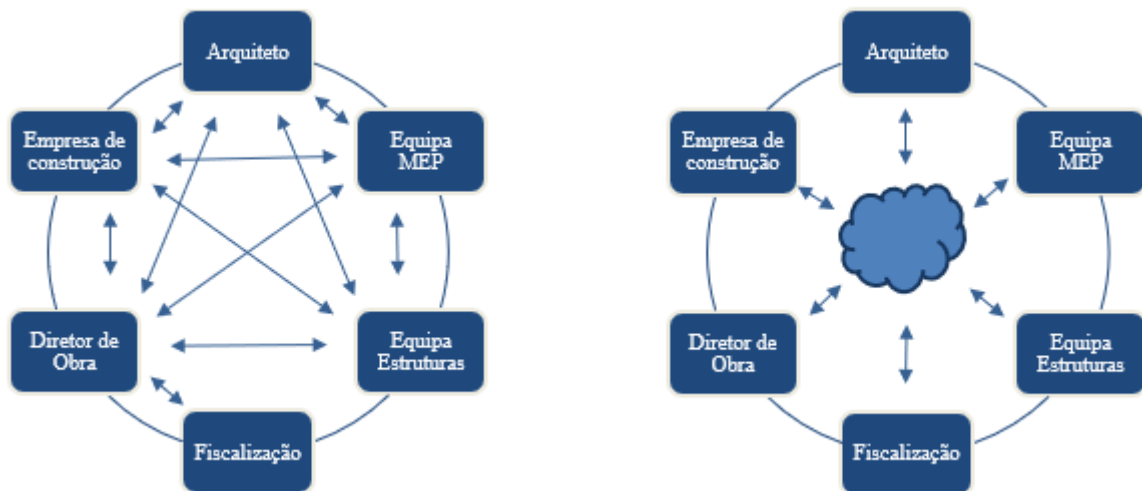 Arquiteto
Empresa de
construção
Equipa
MEP
Diretor de
Obra
Equipa
Estruturas
Fiscalização
Arquiteto
Empresa de
construção
Equipa
MEP
Diretor de
Obra
Equipa
Estruturas
Fiscalização